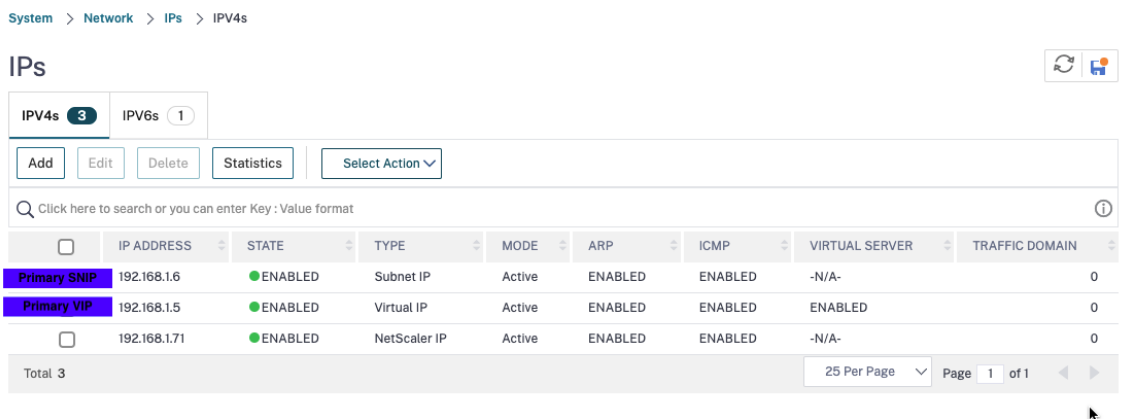 System > Network > IPs > IPV4s
IPs
IPV4s 3 IPV6s 1
Add Edit Delete Statistics Select Action
Click here to search or you can enter Key : Value format
IP ADDRESS STATE TYPE MODE ARP ICMP VIRTUAL SERVER TRAFFIC DOMAIN
Primary SNIP 192.168.1.6 ENABLED Subnet IP Active ENABLED ENABLED -N/A- 0
Primary VIP 192.168.1.5 ENABLED Virtual IP Active ENABLED ENABLED ENABLED 0
192.168.1.71 ENABLED NetScaler IP Active ENABLED ENABLED -N/A- 0
Total 3 25 Per Page Page 1 of 1